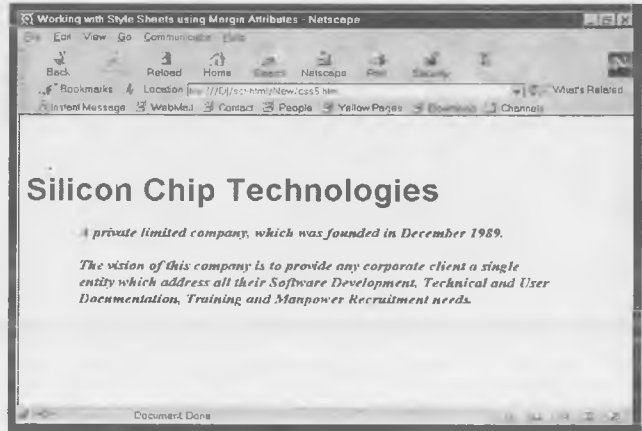 Working with Style Sheets using Margin Attributes - Netscape
File Edit View Go Communicator Help
Back Reload Home Search Netscape Print Security
Bookmarks Location What's Related
Instant Message WebMail Contact People Yellow Pages Download Channels
Silicon Chip Technologies
A private limited company, which was founded in December 1989.
The vision of this company is to provide any corporate client a single
entity which address all their Software Development, Technical and User
Documentation, Training and Manpower Recruitment needs.
Document Done